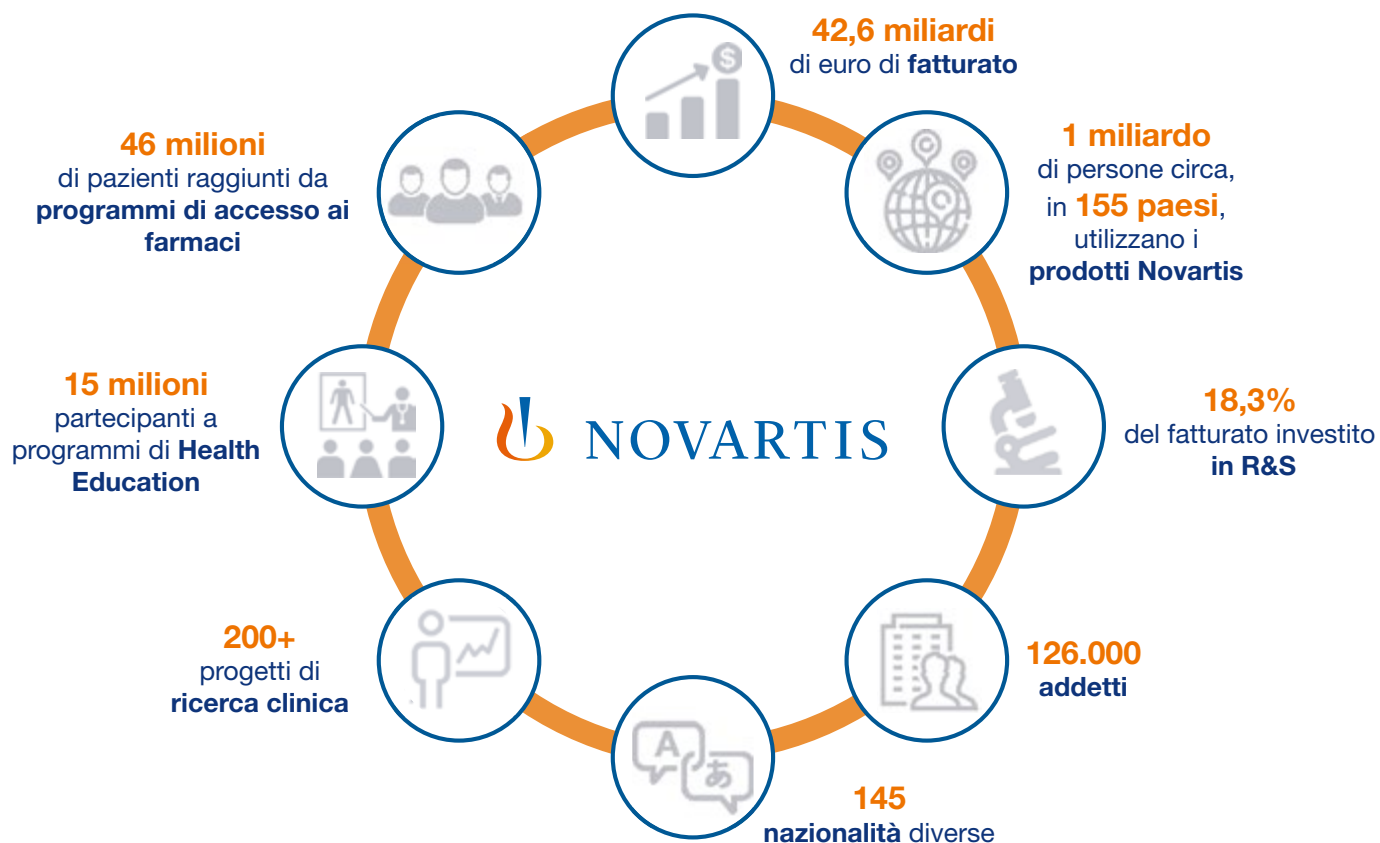 42,6 miliardi
di euro di fatturato
1 miliardo
di persone circa,
in 155 paesi,
utilizzano i
prodotti Novartis
18,3%
del fatturato investito
in R&S
126.000
addetti
145
nazionalità diverse
200+
progetti di
ricerca clinica
15 milioni
partecipanti a
programmi di Health
Education
46 milioni
di pazienti raggiunti da
programmi di accesso ai
farmaci
NOVARTIS
$
A
あ